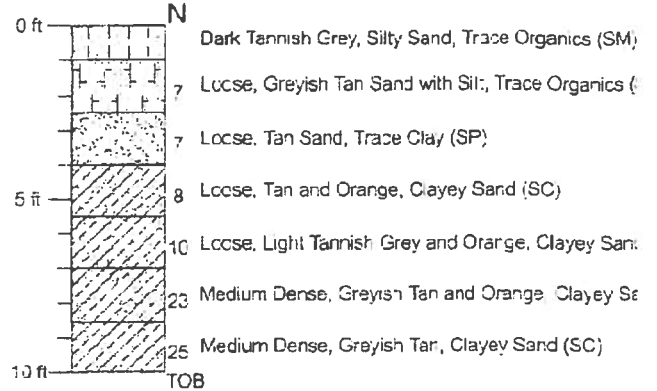 N
0 ft
Dark Tannish Grey, Silty Sand, Trace Organics (SM)
7 Loose, Greyish Tan Sand with Silt, Trace Organics (
7 Loose, Tan Sand, Trace Clay (SP)
5 ft
8 Loose, Tan and Orange, Clayey Sand (SC)
10 Loose, Light Tannish Grey and Orange, Clayey San
23 Medium Dense, Greyish Tan and Orange, Clayey Sa
25 Medium Dense, Greyish Tan, Clayey Sand (SC)
10 ft
TOB